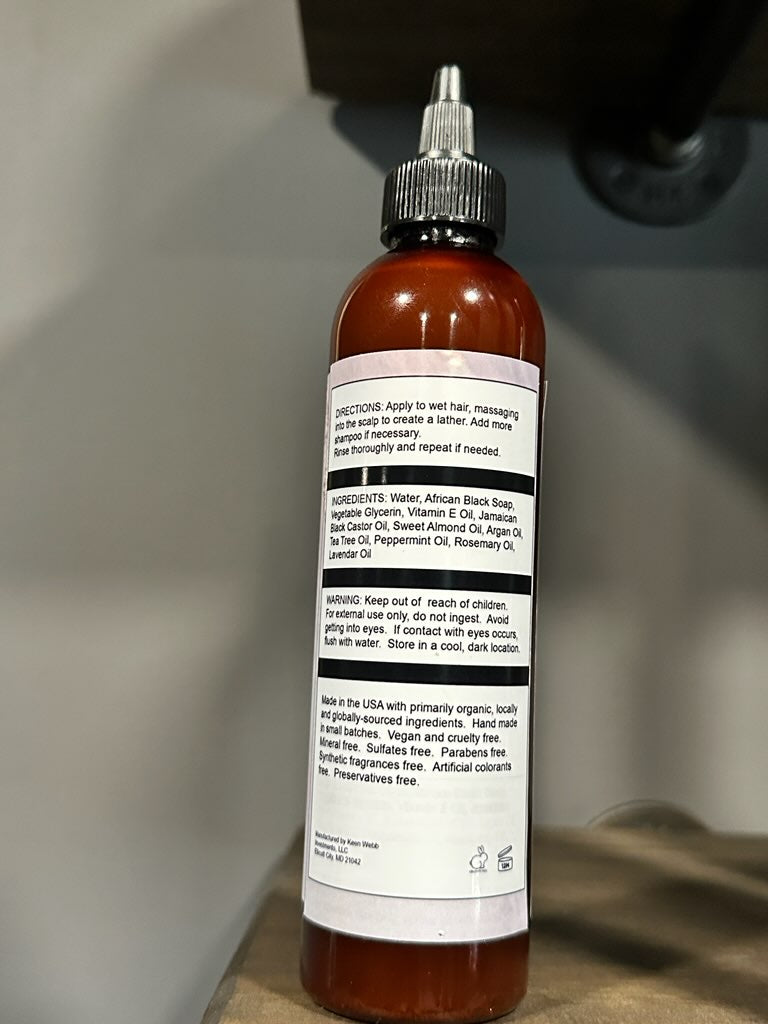 DIRECTIONS: Apply to wet hair, massaging
into the scalp to create a lather. Add more
shampoo if necessary.
Rinse thoroughly and repeat if needed.
INGREDIENTS: Water, African Black Soap,
Vegetable Glycerin, Vitamin E Oil, Jamaican
Black Castor Oil, Sweet Almond Oil, Argan Oil,
Tea Tree Oil, Peppermint Oil, Rosemary Oil,
Lavendar Oil
WARNING: Keep out of reach of children.
For external use only, do not ingest. Avoid
getting into eyes. If contact with eyes occurs,
flush with water. Store in a cool, dark location.
Made in the USA with primarily organic, locally
and globally-sourced ingredients. Hand made
in small batches. Vegan and cruelty free.
Mineral free. Sulfates free. Parabens free.
Synthetic fragrances free. Artificial colorants
free. Preservatives free.
Manufactured by Keen Webb
Investments, LLC
Ellicott City, MD 21042
12M